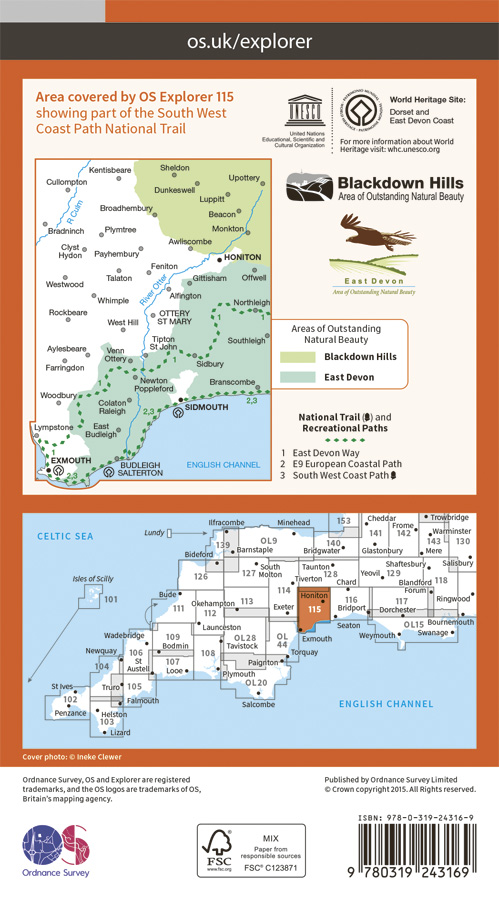 os.uk/explorer
Area covered by OS Explorer 115
showing part of the South West
Coast Path National Trail
UNESCO
United Nations
Educational, Scientific and
Cultural Organization
World Heritage Site:
Dorset and
East Devon Coast
For more information about World
Heritage visit: whc.unesco.org
Blackdown Hills
Area of Outstanding Natural Beauty
East Devon
Area of Outstanding Natural Beauty
Kentisbeare
Sheldon
Cullompton
Dunkeswell
Upottery
Luppitt
R Culm
Broadhembury
Beacon
Bradninch
Plymtree
Monkton
Awliscombe
Clyst
Hydon
Payhembury
HONITON
Feniton
Talaton
Gittisham
Offwell
Westwood
River Otter
Alfington
Whimple
Northleigh
Rockbeare
OTTERY
ST MARY
1
1
West Hill
Southleigh
Tipton
St John
Aylesbeare
Venn
Ottery
1
Sidbury
Farringdon
Newton
Poppleford
Branscombe
Woodbury
Colaton
Raleigh
2,3
SIDMOUTH
2,3
Lympstone
East
Budleigh
1
EXMOUTH
BUDLEIGH
SALTERTON
ENGLISH CHANNEL
2,3
Areas of Outstanding
Natural Beauty
Blackdown Hills
East Devon
National Trail ( ) and
Recreational Paths
1 East Devon Way
2 E9 European Coastal Path
3 South West Coast Path
CELTIC SEA
Lundy
Ilfracombe
Minehead
153
Cheddar
Trowbridge
139
OL9
141
Frome
142
Warminster
Barnstaple
140
Bridgwater
Glastonbury
143
Mere
130
Bideford
126
127
South
Molton
Taunton
128
Shaftesbury
Salisbury
Isles of Scilly
101
Tiverton
Yeovil
129
Blandford
Forum
118
Bude
111
Okehampton
112
113
114
Chard
Honiton
115
116
117
Ringwood
Exeter
Bridport
Dorchester
Launceston
Seaton
OL15
Bournemouth
Wadebridge
109
Bodmin
OL28
Tavistock
OL
44
Exmouth
Weymouth
Swanage
Newquay
104
106
St
Austell
107
Looe
108
Torquay
Paignton
St Ives
102
Truro
105
Plymouth
OL20
Falmouth
Salcombe
ENGLISH CHANNEL
Penzance
Helston
103
Lizard
Cover photo: © Ineke Clewer
Ordnance Survey, OS and Explorer are registered
trademarks, and the OS logos are trademarks of OS,
Britain's mapping agency.
Published by Ordnance Survey Limited
© Crown copyright 2015. All Rights reserved.
OS
Ordnance Survey
FSC
www.fsc.org
MIX
Paper from
responsible sources
FSC® C123871
ISBN: 978-0-319-24316-9
9 780319 243169